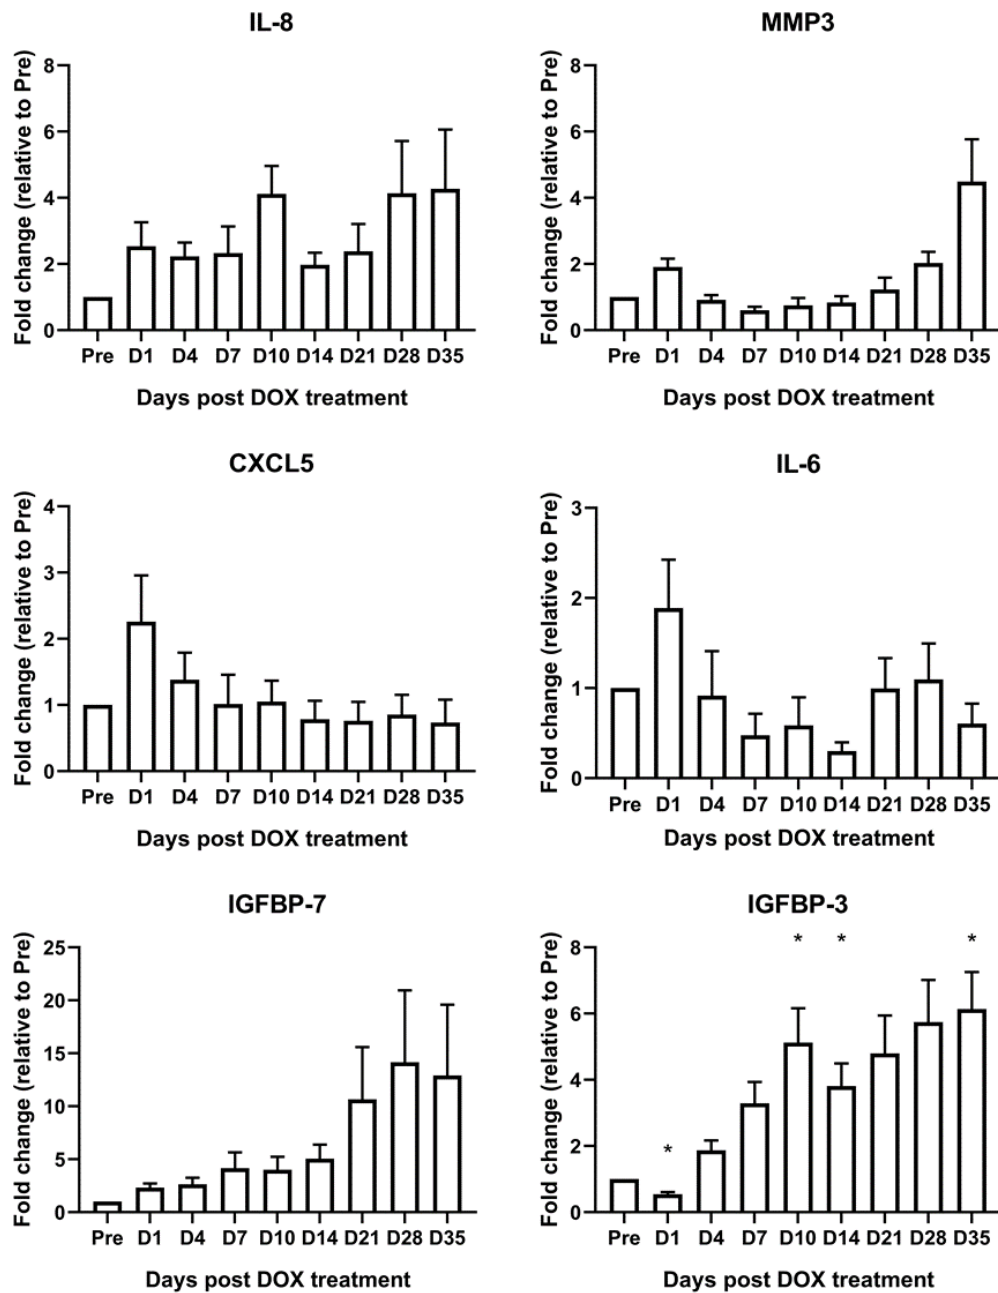 IL-8
Fold change (relative to Pre)
8
6
4
2
0
Pre D1 D4 D7 D10 D14 D21 D28 D35
Days post DOX treatment
MMP3
Fold change (relative to Pre)
8
6
4
2
0
Pre D1 D4 D7 D10 D14 D21 D28 D35
Days post DOX treatment
CXCL5
Fold change (relative to Pre)
4
3
2
1
0
Pre D1 D4 D7 D10 D14 D21 D28 D35
Days post DOX treatment
IL-6
Fold change (relative to Pre)
3
2
1
0
Pre D1 D4 D7 D10 D14 D21 D28 D35
Days post DOX treatment
IGFBP-7
Fold change (relative to Pre)
25
20
15
10
5
0
Pre D1 D4 D7 D10 D14 D21 D28 D35
Days post DOX treatment
IGFBP-3
Fold change (relative to Pre)
8
6
4
2
0
* * *
*
Pre D1 D4 D7 D10 D14 D21 D28 D35
Days post DOX treatment